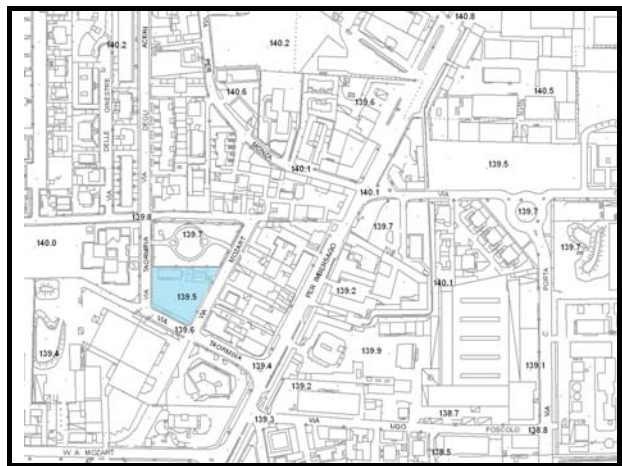 140.8
140.2
140.2
ACERI
VIA
PER
140.6
140.5
139.6
GINESTRE
DELLE
VIA
DEGLI
VIA
MONZA
140.1
139.5
140.1
VIA
139.8
139.7
139.7
139.7
139.7
140.0
TAORMINA
VIA
MOZART
VIA
PER IMBERSAGO
140.1
PORTA
C.
VIA
139.5
139.2
VIA
139.6
TAORMINA
139.4
139.4
139.9
139.1
139.2
138.7
139.3
VIA
UGO
FOSCOLO
138.8
138.5
W. A. MOZART